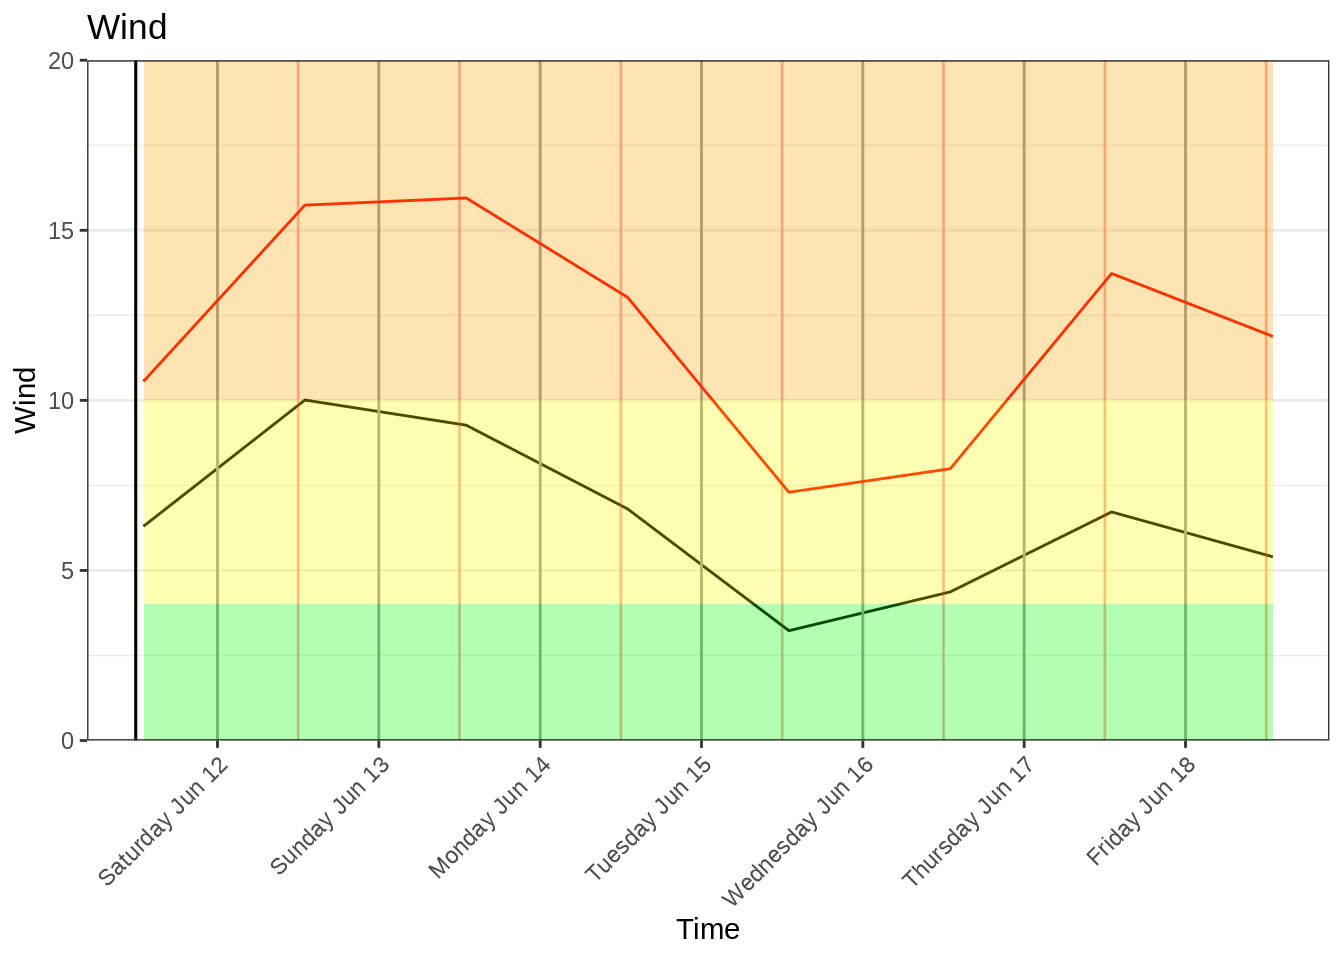 Wind
20
15
10
5
0
Wind
Saturday Jun 12
Sunday Jun 13
Monday Jun 14
Tuesday Jun 15
Wednesday Jun 16
Thursday Jun 17
Friday Jun 18
Time